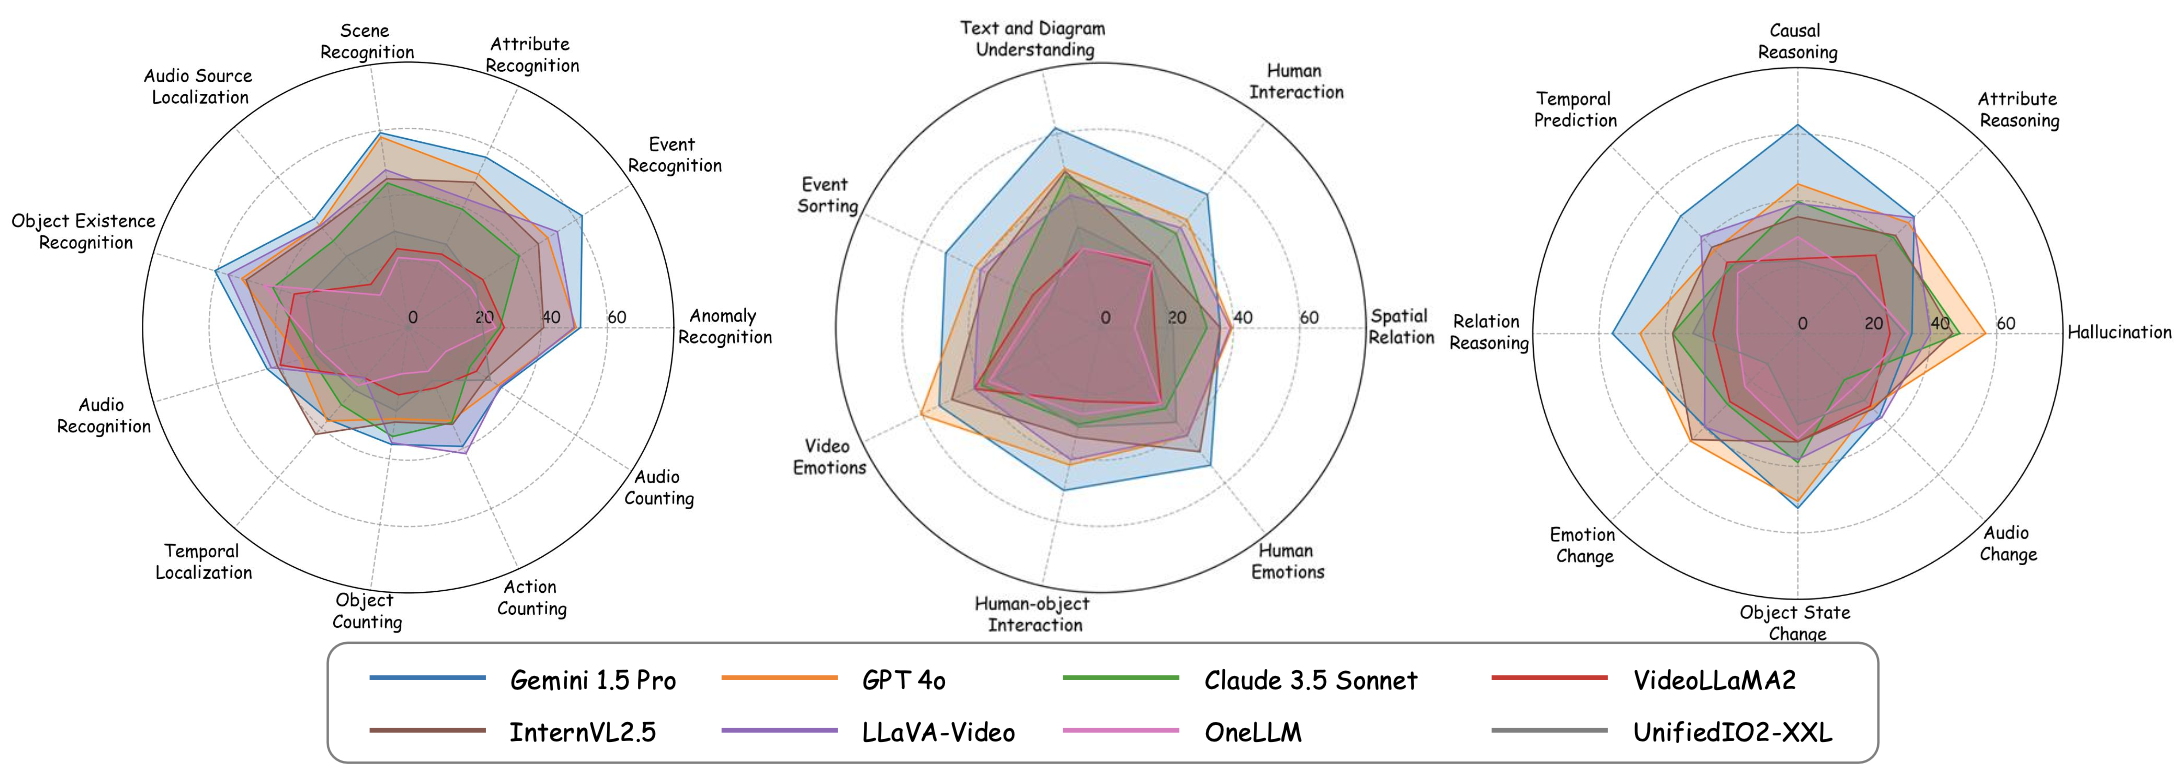 Scene
Recognition
Attribute
Recognition
Event
Recognition
Anomaly
Recognition
Audio
Counting
Action
Counting
Object
Counting
Temporal
Localization
Audio
Recognition
Object Existence
Recognition
Audio Source
Localization
0
20
40
60
Text and Diagram
Understanding
Human
Interaction
Spatial
Relation
Human
Emotions
Human-object
Interaction
Video
Emotions
Event
Sorting
0
20
40
60
Causal
Reasoning
Attribute
Reasoning
Hallucination
Audio
Change
Object State
Change
Emotion
Change
Relation
Reasoning
Temporal
Prediction
0
20
40
60
Gemini 1.5 Pro
GPT 4o
Claude 3.5 Sonnet
VideoLLaMA2
InternVL2.5
LLaVA-Video
OneLLM
UnifiedIO2-XXL